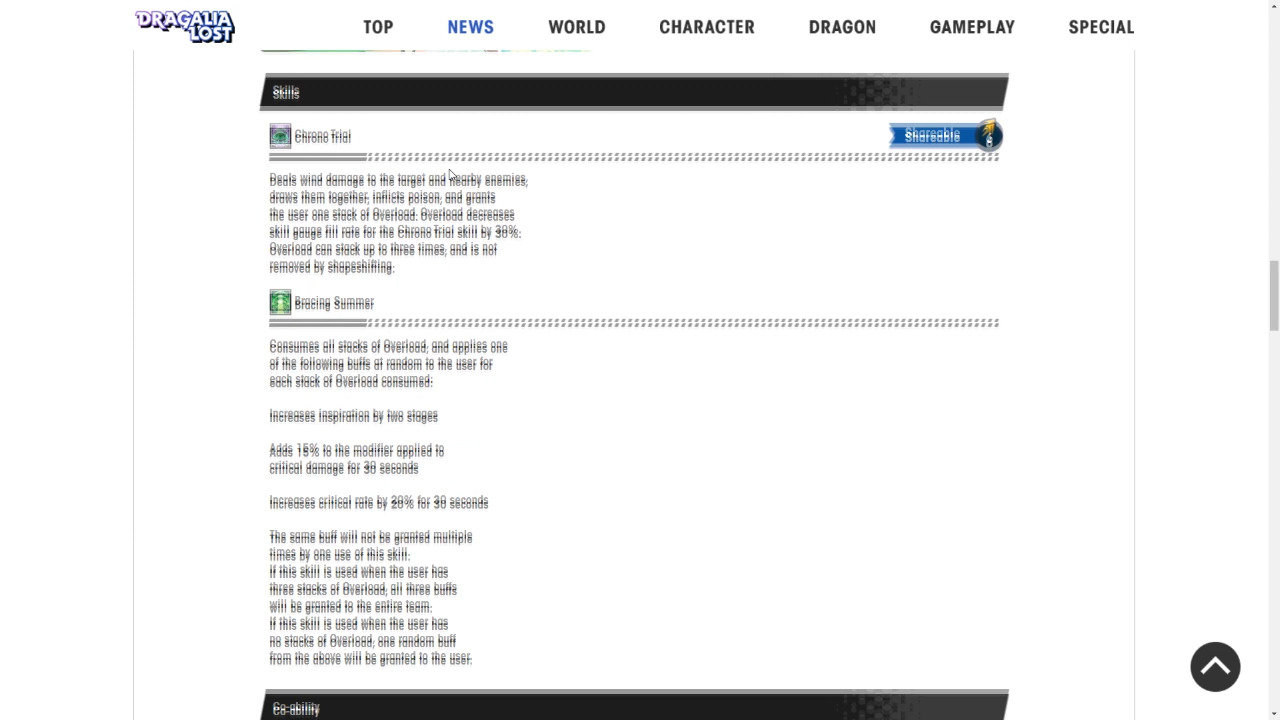 DRAGALIA
LOST
TOP NEWS WORLD CHARACTER DRAGON GAMEPLAY SPECIAL
Skills
Chrono Trial
Shareable
6
Deals wind damage to the target and nearby enemies,
draws them together, inflicts poison, and grants
the user one stack of Overload. Overload decreases
skill gauge fill rate for the Chrono Trial skill by 30%.
Overload can stack up to three times, and is not
removed by shapeshifting.
Bracing Summer
Consumes all stacks of Overload, and applies one
of the following buffs at random to the user for
each stack of Overload consumed:
Increases inspiration by two stages
Adds 15% to the modifier applied to
critical damage for 30 seconds
Increases critical rate by 20% for 30 seconds
The same buff will not be granted multiple
times by one use of this skill.
If this skill is used when the user has
three stacks of Overload, all three buffs
will be granted to the entire team.
If this skill is used when the user has
no stacks of Overload, one random buff
from the above will be granted to the user.
Co-ability